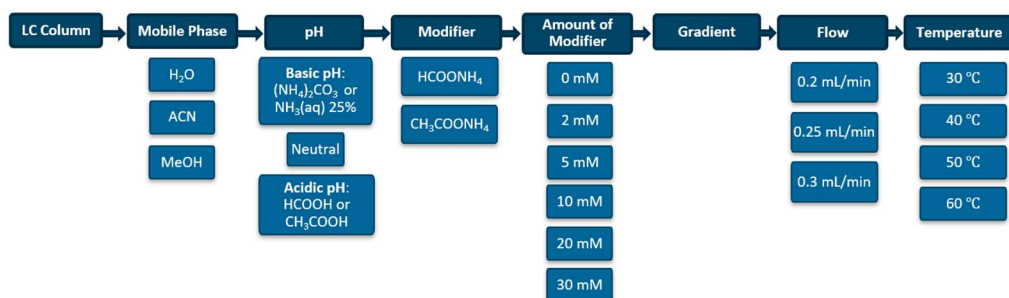 LC Column
Mobile Phase
pH
Modifier
Amount of
Modifier
Gradient
Flow
Temperature
H₂O
ACN
MeOH
Basic pH:
(NH₄)₂CO₃ or
NH₃(aq) 25%
Neutral
Acidic pH:
HCOOH or
CH₃COOH
HCOONH₄
CH₃COONH₄
0 mM
2 mM
5 mM
10 mM
20 mM
30 mM
0.2 mL/min
0.25 mL/min
0.3 mL/min
30 °C
40 °C
50 °C
60 °C